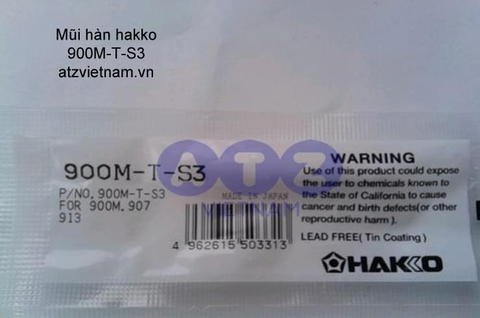 Mũi hàn hakko
900M-T-S3
atzvietnam.vn
900M-T-S3
P/NO.900M-T-S3
FOR 900M.907
913
MADE IN JAPAN
ATZ
VIETNAM
4 962615 503313
WARNING
Use of this product could expose
the user to chemicals known to
the State of California to cause
cancer and birth defects(or other
reproductive harm ).
LEAD FREE( Tin Coating )
HAKKO